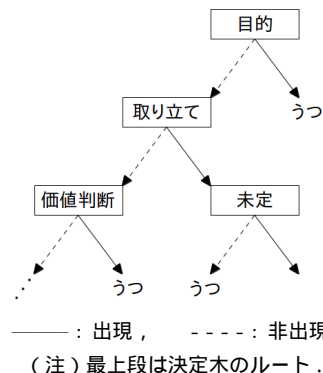 目的
取り立て
うつ
価値判断
未定
うつ
うつ
——— : 出現 , - - - - : 非出現
(注)最上段は決定木のルート.